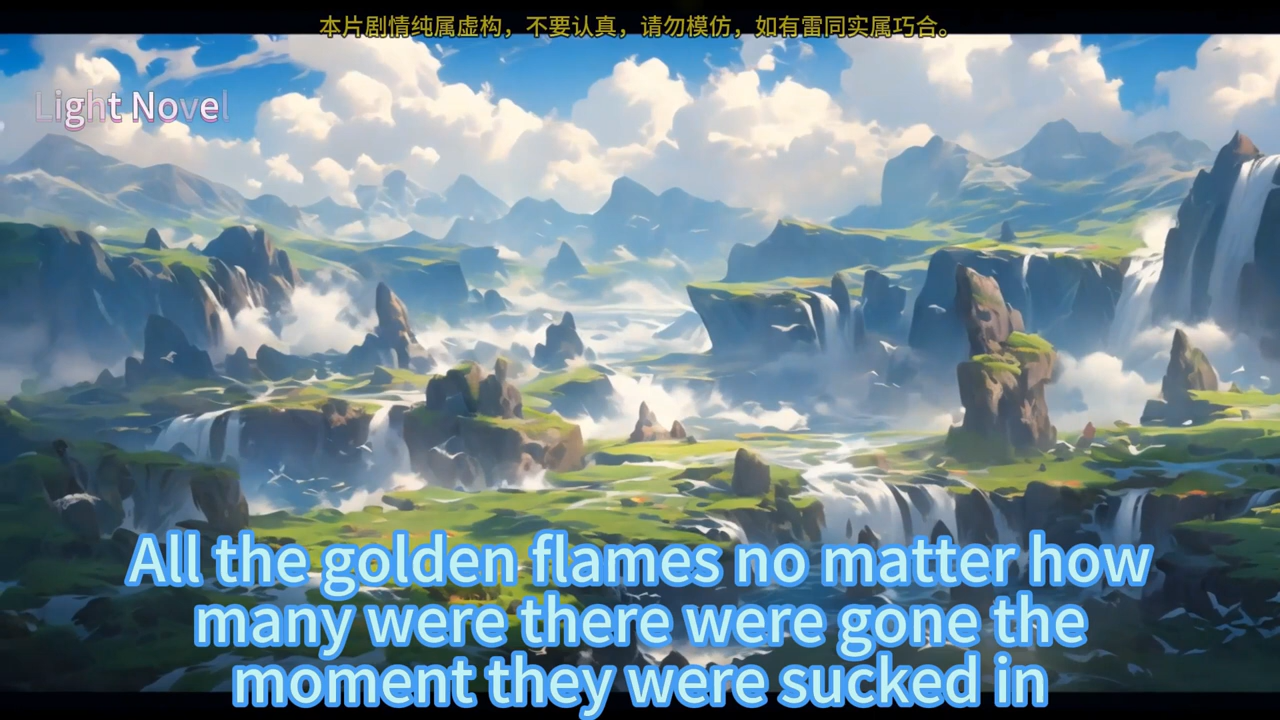 本片剧情纯属虚构，不要认真，请勿模仿，如有雷同实属巧合。
Light Novel
All the golden flames no matter how
many were there were gone the
moment they were sucked in